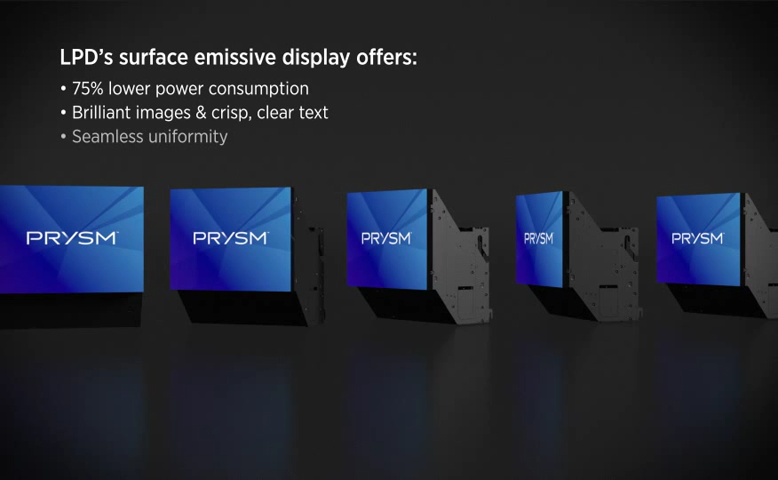 LPD’s surface emissive display offers:
• 75% lower power consumption
• Brilliant images & crisp, clear text
• Seamless uniformity
PRYSM
PRYSM
PRYSM
PRYSM
PRYSM